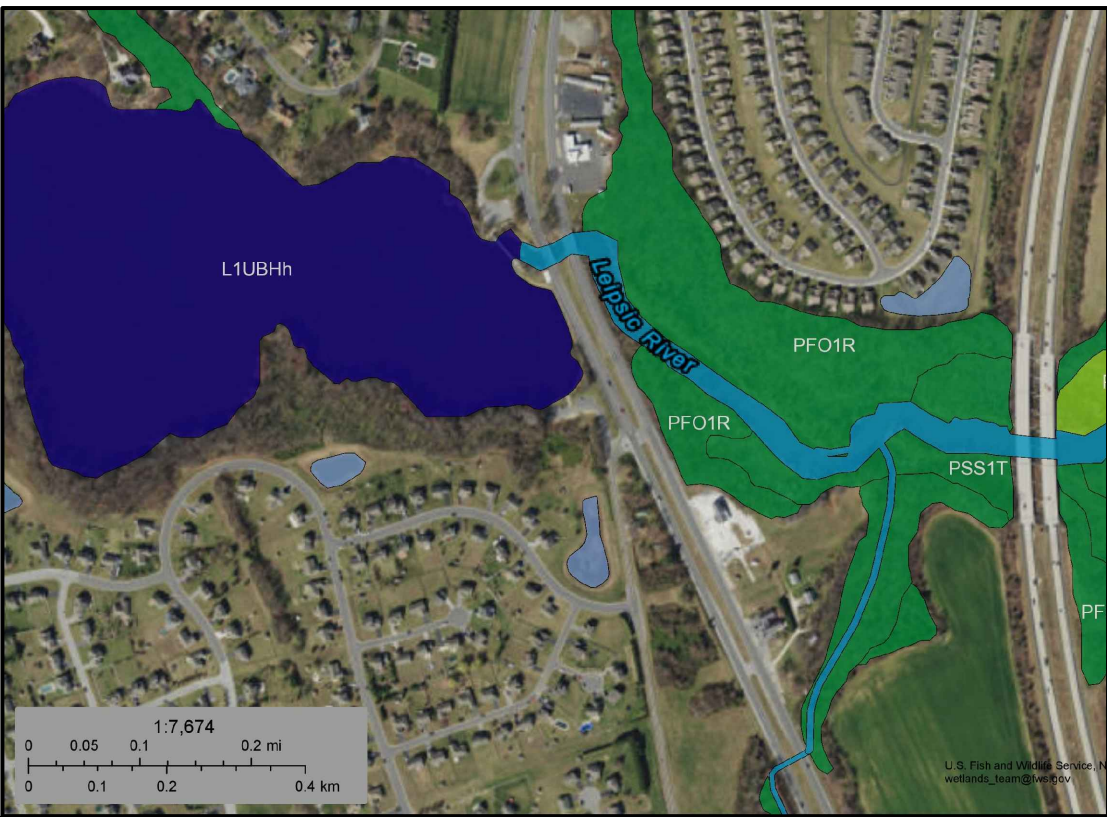 L1UBHh
Leipsic River
PFO1R
PFO1R
PSS1T
PF
1:7,674
0 0.05 0.1 0.2 mi
0 0.1 0.2 0.4 km
U.S. Fish and Wildlife Service, N
wetlands_team@fws.gov